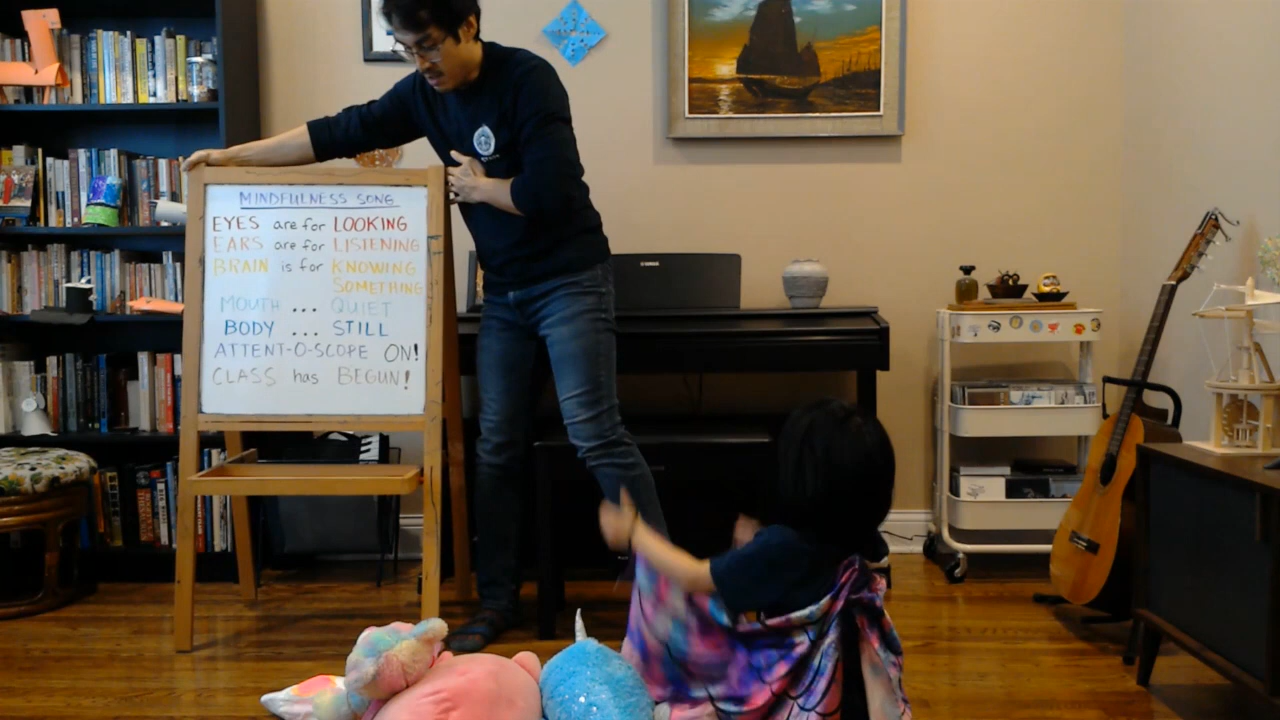 MINDFULNESS SONG
EYES are for LOOKING
EARS are for LISTENING
BRAIN is for KNOWING
SOMETHING
MOUTH ... QUIET
BODY ... STILL
ATTENT-O-SCOPE ON!
CLASS has BEGUN!
YAMAHA